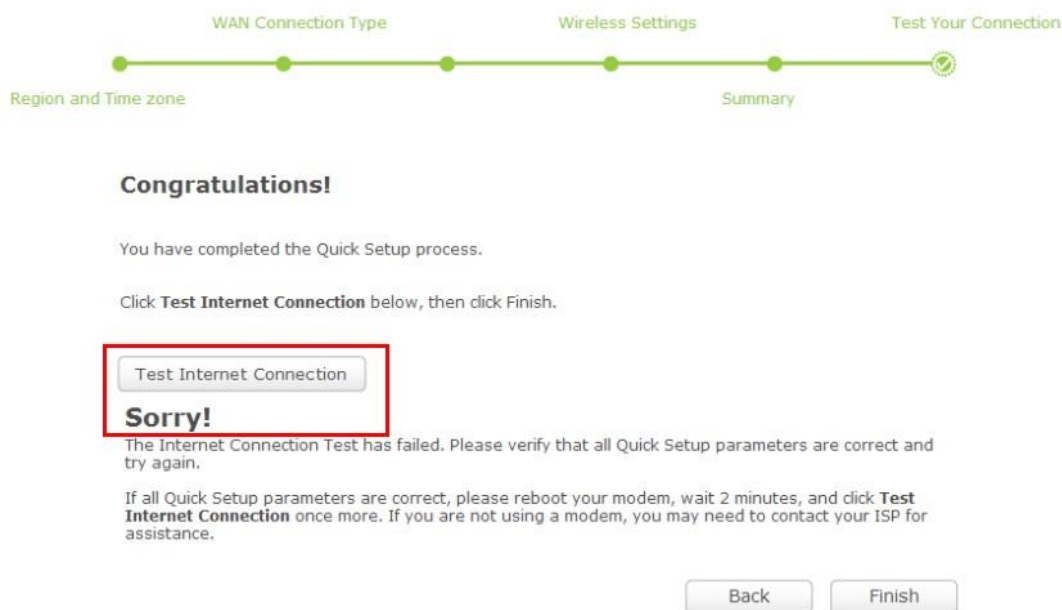 WAN Connection Type
Wireless Settings
Test Your Connection
Region and Time zone
Summary
Congratulations!
You have completed the Quick Setup process.
Click Test Internet Connection below, then click Finish.
Test Internet Connection
Sorry!
The Internet Connection Test has failed. Please verify that all Quick Setup parameters are correct and
try again.
If all Quick Setup parameters are correct, please reboot your modem, wait 2 minutes, and click Test
Internet Connection once more. If you are not using a modem, you may need to contact your ISP for
assistance.
Back
Finish